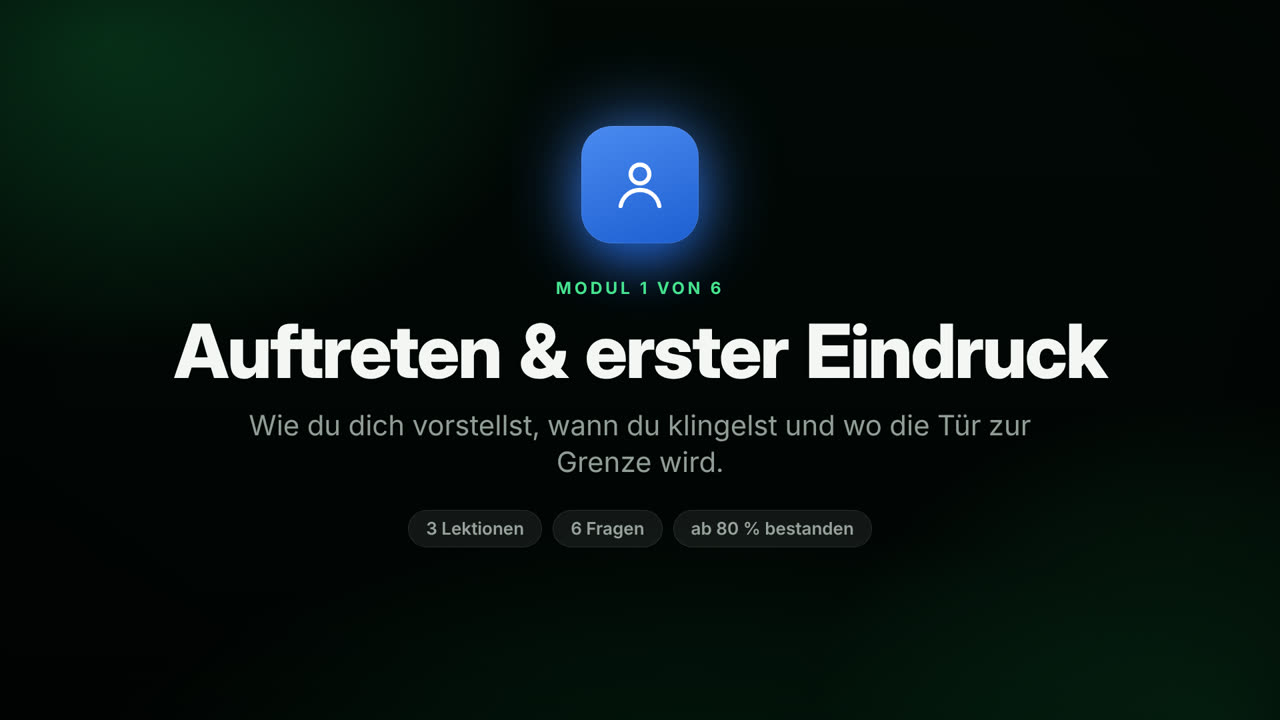 MODUL 1 VON 6
Auftreten & erster Eindruck
Wie du dich vorstellst, wann du klingelst und wo die Tür zur
Grenze wird.
3 Lektionen
6 Fragen
ab 80 % bestanden